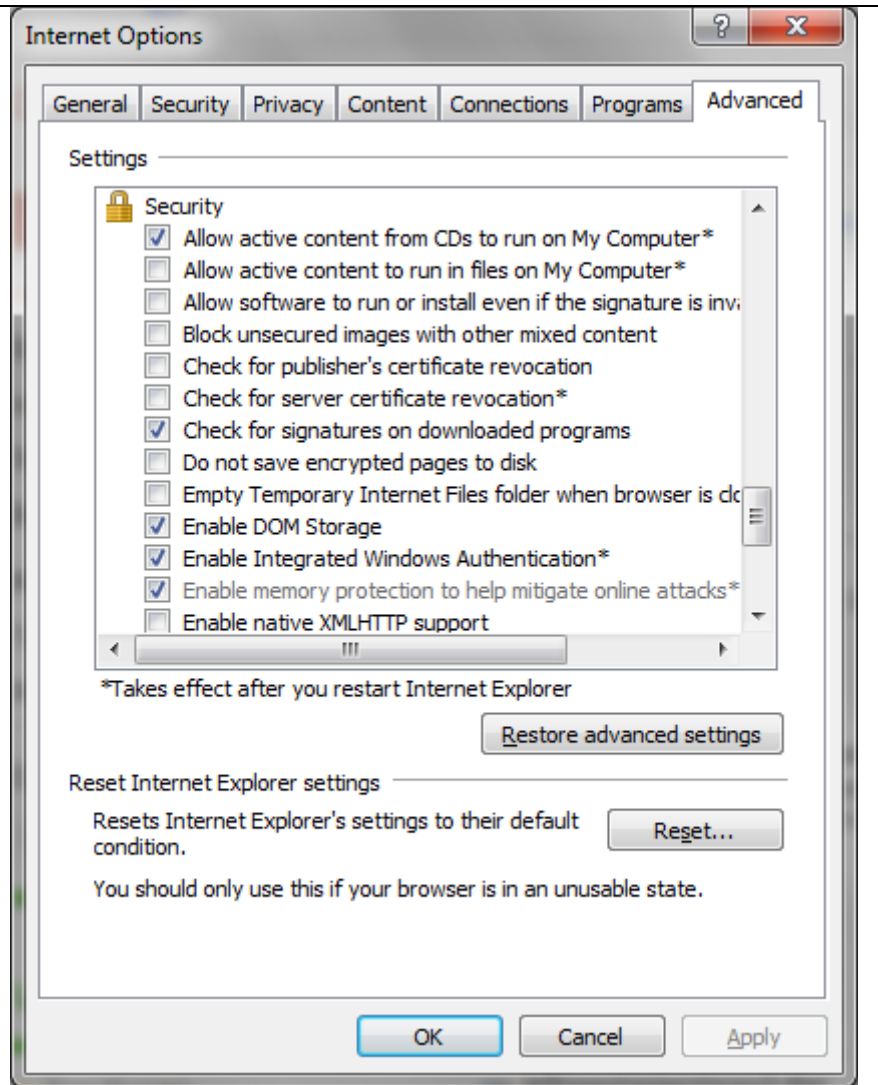 Internet Options
?
X
General Security Privacy Content Connections Programs Advanced
Settings
Security
Allow active content from CDs to run on My Computer*
Allow active content to run in files on My Computer*
Allow software to run or install even if the signature is inva
Block unsecured images with other mixed content
Check for publisher's certificate revocation
Check for server certificate revocation*
Check for signatures on downloaded programs
Do not save encrypted pages to disk
Empty Temporary Internet Files folder when browser is clo
Enable DOM Storage
Enable Integrated Windows Authentication*
Enable memory protection to help mitigate online attacks*
Enable native XMLHTTP support
*Takes effect after you restart Internet Explorer
Restore advanced settings
Reset Internet Explorer settings
Resets Internet Explorer's settings to their default
condition.
Reset...
You should only use this if your browser is in an unusable state.
OK Cancel Apply